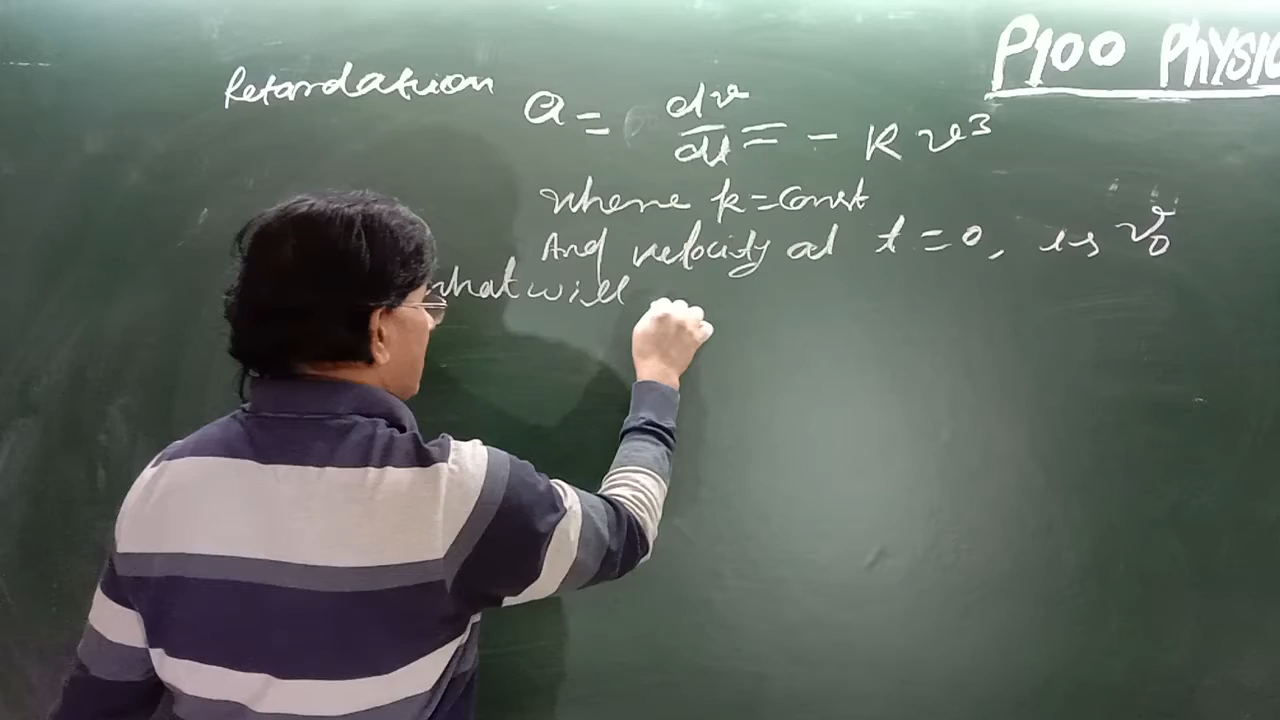 P100 Physic
Retardation a = dv/dt = - K v³
where k = const
And velocity at t = 0, is v₀
what will